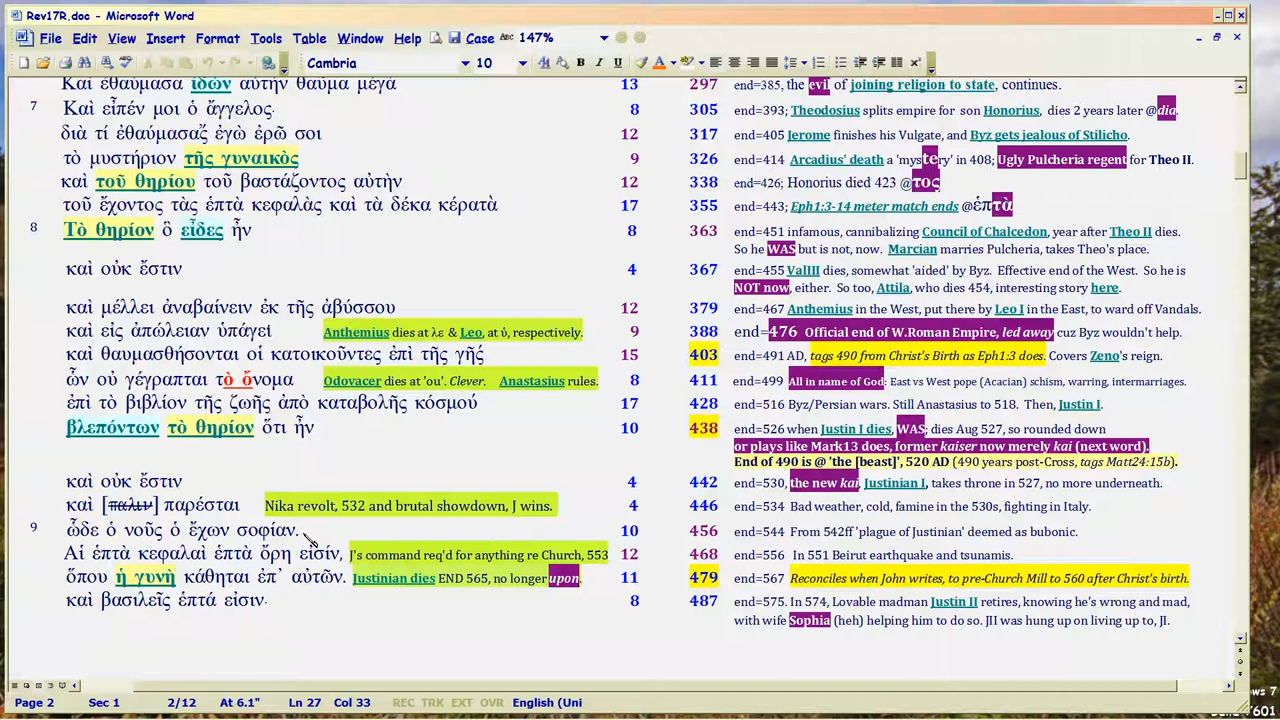 Rev17R.doc - Microsoft Word
File Edit View Insert Format Tools Table Window Help Case ABC 147%
Cambria 10 B I U
Καὶ ἐθαύμασα ἰδὼν αὐτὴν θαῦμα μέγα 13 297 end=385, the evil of joining religion to state, continues.
7 Καὶ εἶπέν μοι ὁ ἄγγελος· 8 305 end=393; Theodosius splits empire for son Honorius, dies 2 years later @dia.
διὰ τί ἐθαύμασας; ἐγὼ ἐρῶ σοι 12 317 end=405 Jerome finishes his Vulgate, and Byz gets jealous of Stilicho.
τὸ μυστήριον τῆς γυναικὸς 9 326 end=414 Arcadius' death a 'mystery' in 408; Ugly Pulcheria regent for Theo II.
καὶ τοῦ θηρίου τοῦ βαστάζοντος αὐτὴν 12 338 end=426; Honorius died 423 @τος
τοῦ ἔχοντος τὰς ἑπτὰ κεφαλὰς καὶ τὰ δέκα κέρατὰ 17 355 end=443; Eph1:3-14 meter match ends @ἑπτὰ
8 Τὸ θηρίον ὃ εἶδες ἦν 8 363 end=451 infamous, cannibalizing Council of Chalcedon, year after Theo II dies.
So he WAS but is not, now. Marcian marries Pulcheria, takes Theo's place.
καὶ οὐκ ἔστιν 4 367 end=455 ValIII dies, somewhat 'aided' by Byz. Effective end of the West. So he is
NOT now, either. So too, Attila, who dies 454, interesting story here.
καὶ μέλλει ἀναβαίνειν ἐκ τῆς ἀβύσσου 12 379 end=467 Anthemius in the West, put there by Leo I in the East, to ward off Vandals.
καὶ εἰς ἀπώλειαν ὑπάγει Anthemius dies at λε & Leo, at ὑ, respectively. 9 388 end=476 Official end of W.Roman Empire, led away cuz Byz wouldn't help.
καὶ θαυμασθήσονται οἱ κατοικοῦντες ἐπὶ τῆς γῆς 15 403 end=491 AD, tags 490 from Christ's Birth as Eph1:3 does. Covers Zeno's reign.
ὧν οὐ γέγραπται τὸ ὄνομα Odovacer dies at 'ou'. Clever. Anastasius rules. 8 411 end=499 All in name of God: East vs West pope (Acacian) schism, warring, intermarriages.
ἐπὶ τὸ βιβλίον τῆς ζωῆς ἀπὸ καταβολῆς κόσμου 17 428 end=516 Byz/Persian wars. Still Anastasius to 518. Then, Justin I.
βλεπόντων τὸ θηρίον ὅτι ἦν 10 438 end=526 when Justin I dies, WAS; dies Aug 527, so rounded down
or plays like Mark13 does, former kaiser now merely kai (next word).
End of 490 is @ 'the [beast]', 520 AD (490 years post-Cross, tags Matt24:15b).
καὶ οὐκ ἔστιν 4 442 end=530, the new kai, Justinian I, takes throne in 527, no more underneath.
καὶ [παλιν] παρέσται Nika revolt, 532 and brutal showdown, J wins. 4 446 end=534 Bad weather, cold, famine in the 530s, fighting in Italy.
9 ὧδε ὁ νοῦς ὁ ἔχων σοφίαν. 10 456 end=544 From 542ff 'plague of Justinian' deemed as bubonic.
Αἱ ἑπτὰ κεφαλαὶ ἑπτὰ ὄρη εἰσίν, J's command req'd for anything re Church, 553 12 468 end=556 In 551 Beirut earthquake and tsunamis.
ὅπου ἡ γυνὴ κάθηται ἐπ' αὐτῶν. Justinian dies END 565, no longer upon. 11 479 end=567 Reconciles when John writes, to pre-Church Mill to 560 after Christ's birth.
καὶ βασιλεῖς ἑπτά εἰσιν· 8 487 end=575. In 574, Lovable madman Justin II retires, knowing he's wrong and mad,
with wife Sophia (heh) helping him to do so. JII was hung up on living up to, JI.
Page 2 Sec 1 2/12 At 6.1" Ln 27 Col 33 REC TRK EXT OVR English (Uni
ws 7
7601